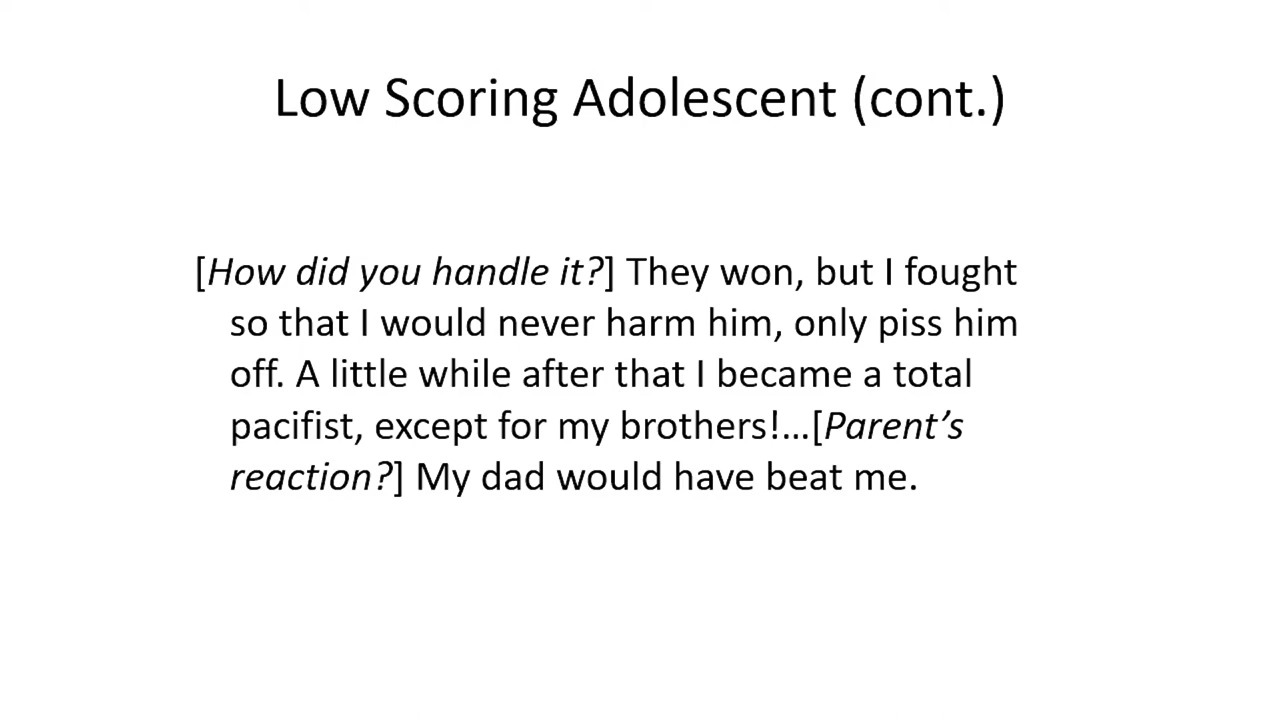 Low Scoring Adolescent (cont.)
[How did you handle it?] They won, but I fought
so that I would never harm him, only piss him
off. A little while after that I became a total
pacifist, except for my brothers!…[Parent’s
reaction?] My dad would have beat me.